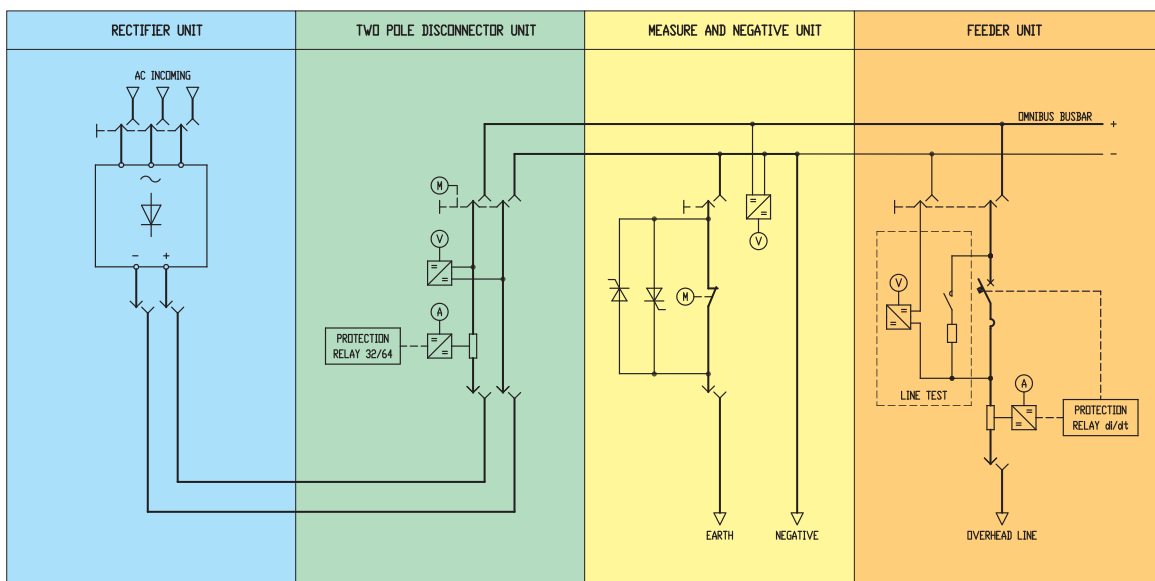 RECTIFIER UNIT
TWO POLE DISCONNECTOR UNIT
MEASURE AND NEGATIVE UNIT
FEEDER UNIT
AC INCOMING
- +
M
V
A
PROTECTION
RELAY 32/64
V
M
EARTH
NEGATIVE
OMNIBUS BUSBAR +
-
V
LINE TEST
A
PROTECTION
RELAY dI/dt
OVERHEAD LINE